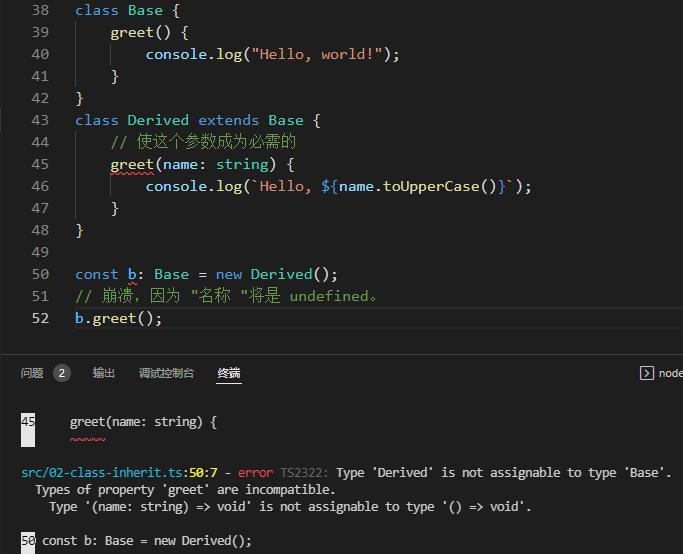 38 class Base {
39     greet() {
40         console.log("Hello, world!");
41     }
42 }
43 class Derived extends Base {
44     // 使这个参数成为必需的
45     greet(name: string) {
46         console.log(`Hello, ${name.toUpperCase()}`);
47     }
48 }
49
50 const b: Base = new Derived();
51 // 崩溃，因为 "名称 "将是 undefined。
52 b.greet();
问题 2 输出 调试控制台 终端 node
45     greet(name: string) {
~~~~~
src/02-class-inherit.ts:50:7 - error TS2322: Type 'Derived' is not assignable to type 'Base'.
  Types of property 'greet' are incompatible.
    Type '(name: string) => void' is not assignable to type '() => void'.
50 const b: Base = new Derived();